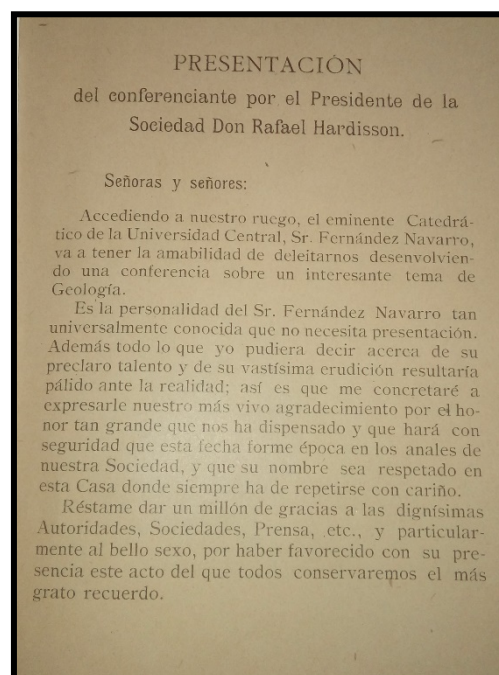 PRESENTACIÓN
del conferenciante por el Presidente de la
Sociedad Don Rafael Hardisson.
Señoras y señores:
Accediendo a nuestro ruego, el eminente Catedrá-
tico de la Universidad Central, Sr. Fernández Navarro,
va a tener la amabilidad de deleitarnos desenvolvien-
do una conferencia sobre un interesante tema de
Geología.
Es la personalidad del Sr. Fernández Navarro tan
universalmente conocida que no necesita presentación.
Además todo lo que yo pudiera decir acerca de su
preclaro talento y de su vastísima erudición resultaría
pálido ante la realidad; así es que me concretaré a
expresarle nuestro más vivo agradecimiento por el ho-
nor tan grande que nos ha dispensado y que hará con
seguridad que esta fecha forme época en los anales de
nuestra Sociedad, y que su nombre sea respetado en
esta Casa donde siempre ha de repetirse con cariño.
Réstame dar un millón de gracias a las dignísimas
Autoridades, Sociedades, Prensa, etc., y particular-
mente al bello sexo, por haber favorecido con su pre-
sencia este acto del que todos conservaremos el más
grato recuerdo.